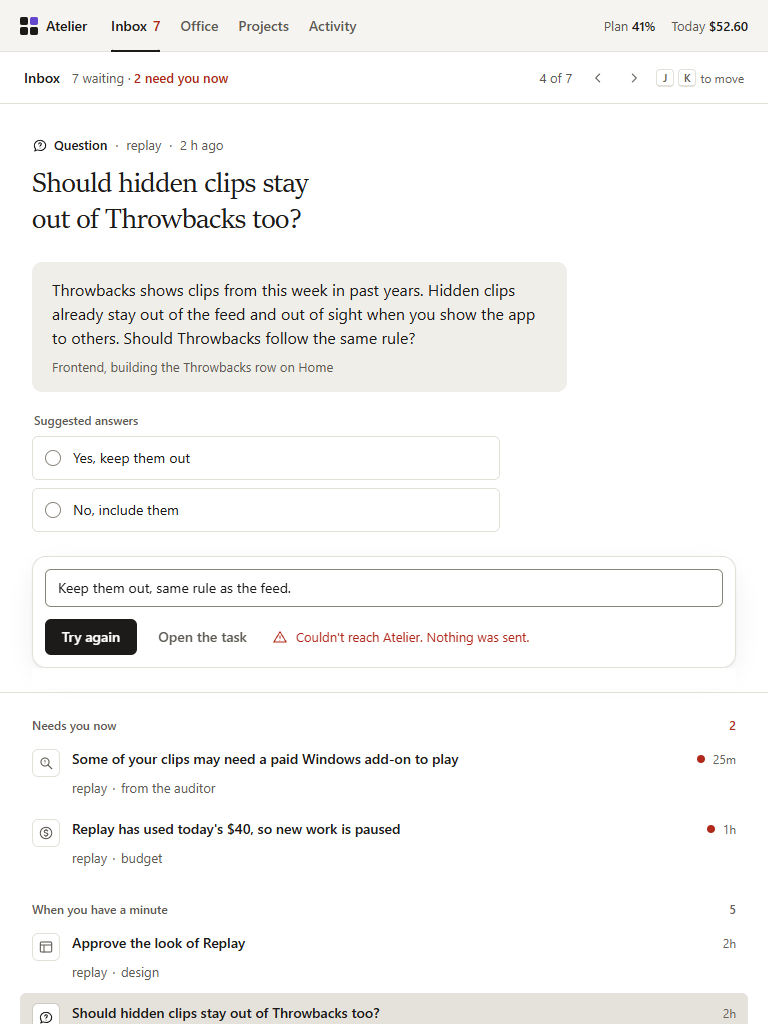 Atelier Inbox 7 Office Projects Activity Plan 41% Today $52.60
Inbox 7 waiting · 2 need you now 4 of 7 J K to move
Question · replay · 2 h ago
Should hidden clips stay
out of Throwbacks too?
Throwbacks shows clips from this week in past years. Hidden clips
already stay out of the feed and out of sight when you show the app
to others. Should Throwbacks follow the same rule?
Frontend, building the Throwbacks row on Home
Suggested answers
Yes, keep them out
No, include them
Keep them out, same rule as the feed.
Try again Open the task Couldn't reach Atelier. Nothing was sent.
Needs you now 2
Some of your clips may need a paid Windows add-on to play 25m
replay · from the auditor
Replay has used today's $40, so new work is paused 1h
replay · budget
When you have a minute 5
Approve the look of Replay 2h
replay · design
Should hidden clips stay out of Throwbacks too? 2h